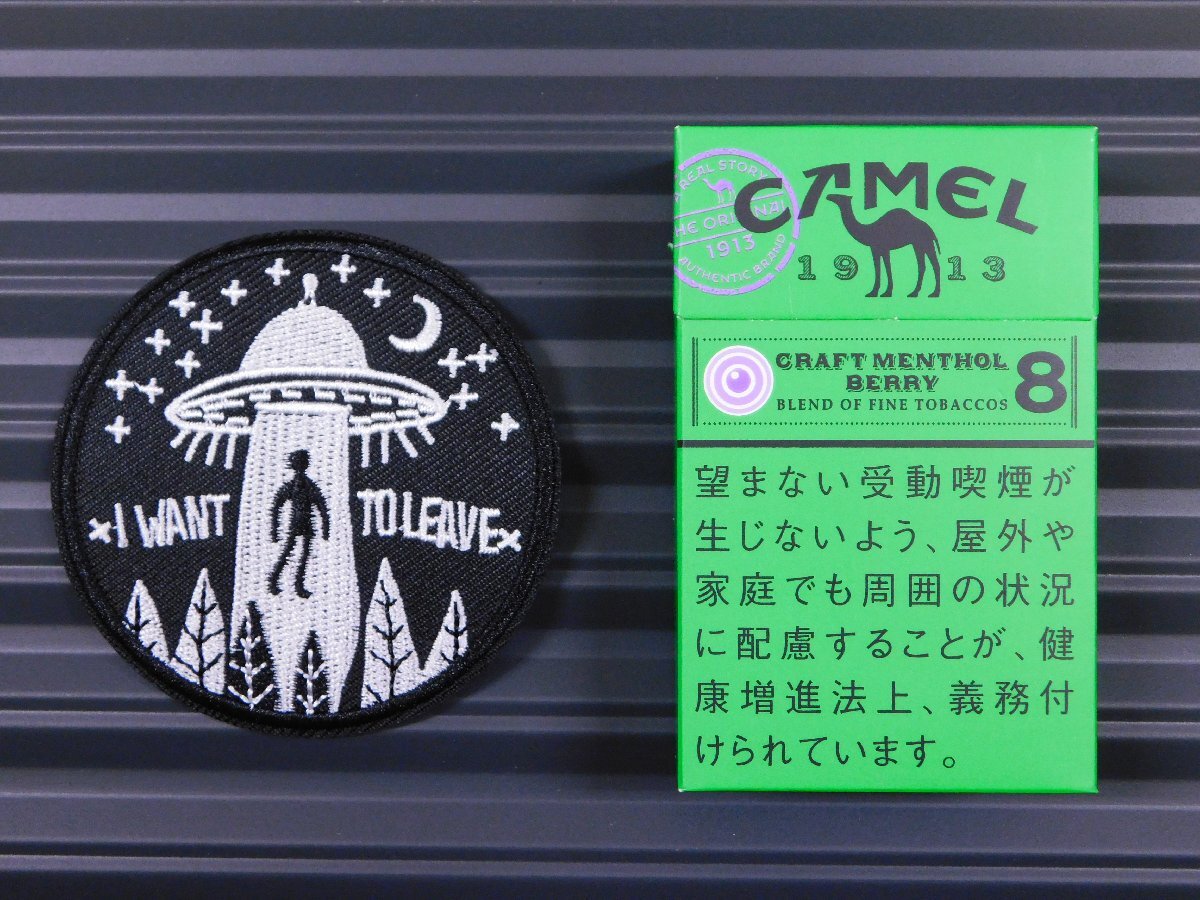 I WANT TO LEAVE
A REAL STORY
THE ORIGINAL
1913
AUTHENTIC BRAND
CAMEL
1913
CRAFT MENTHOL
BERRY
8
BLEND OF FINE TOBACCOS
望まない受動喫煙が
生じないよう、屋外や
家庭でも周囲の状況
に配慮することが、健
康増進法上、義務付
けられています。